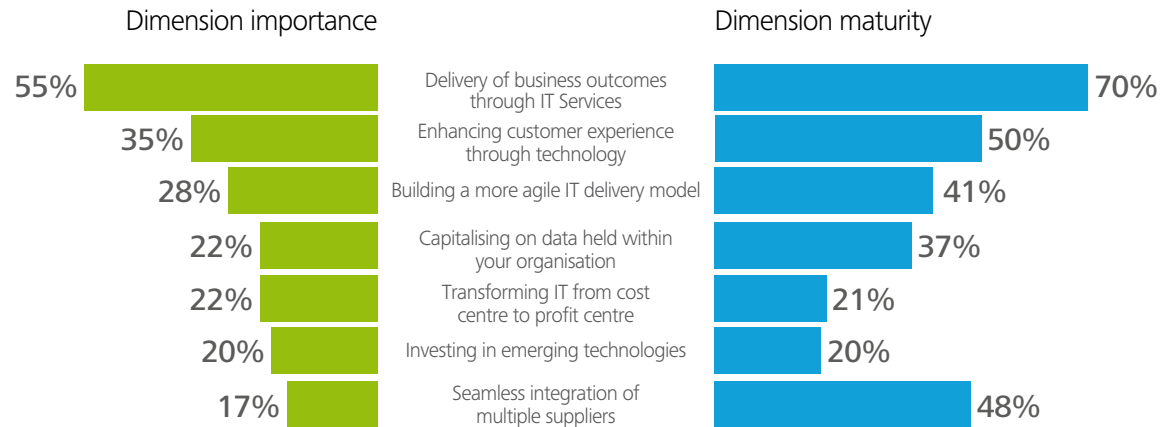 Dimension importance
Dimension maturity
55%
Delivery of business outcomes
through IT Services
70%
35%
Enhancing customer experience
through technology
50%
28%
Building a more agile IT delivery model
41%
22%
Capitalising on data held within
your organisation
37%
22%
Transforming IT from cost
centre to profit centre
21%
20%
Investing in emerging technologies
20%
17%
Seamless integration of
multiple suppliers
48%